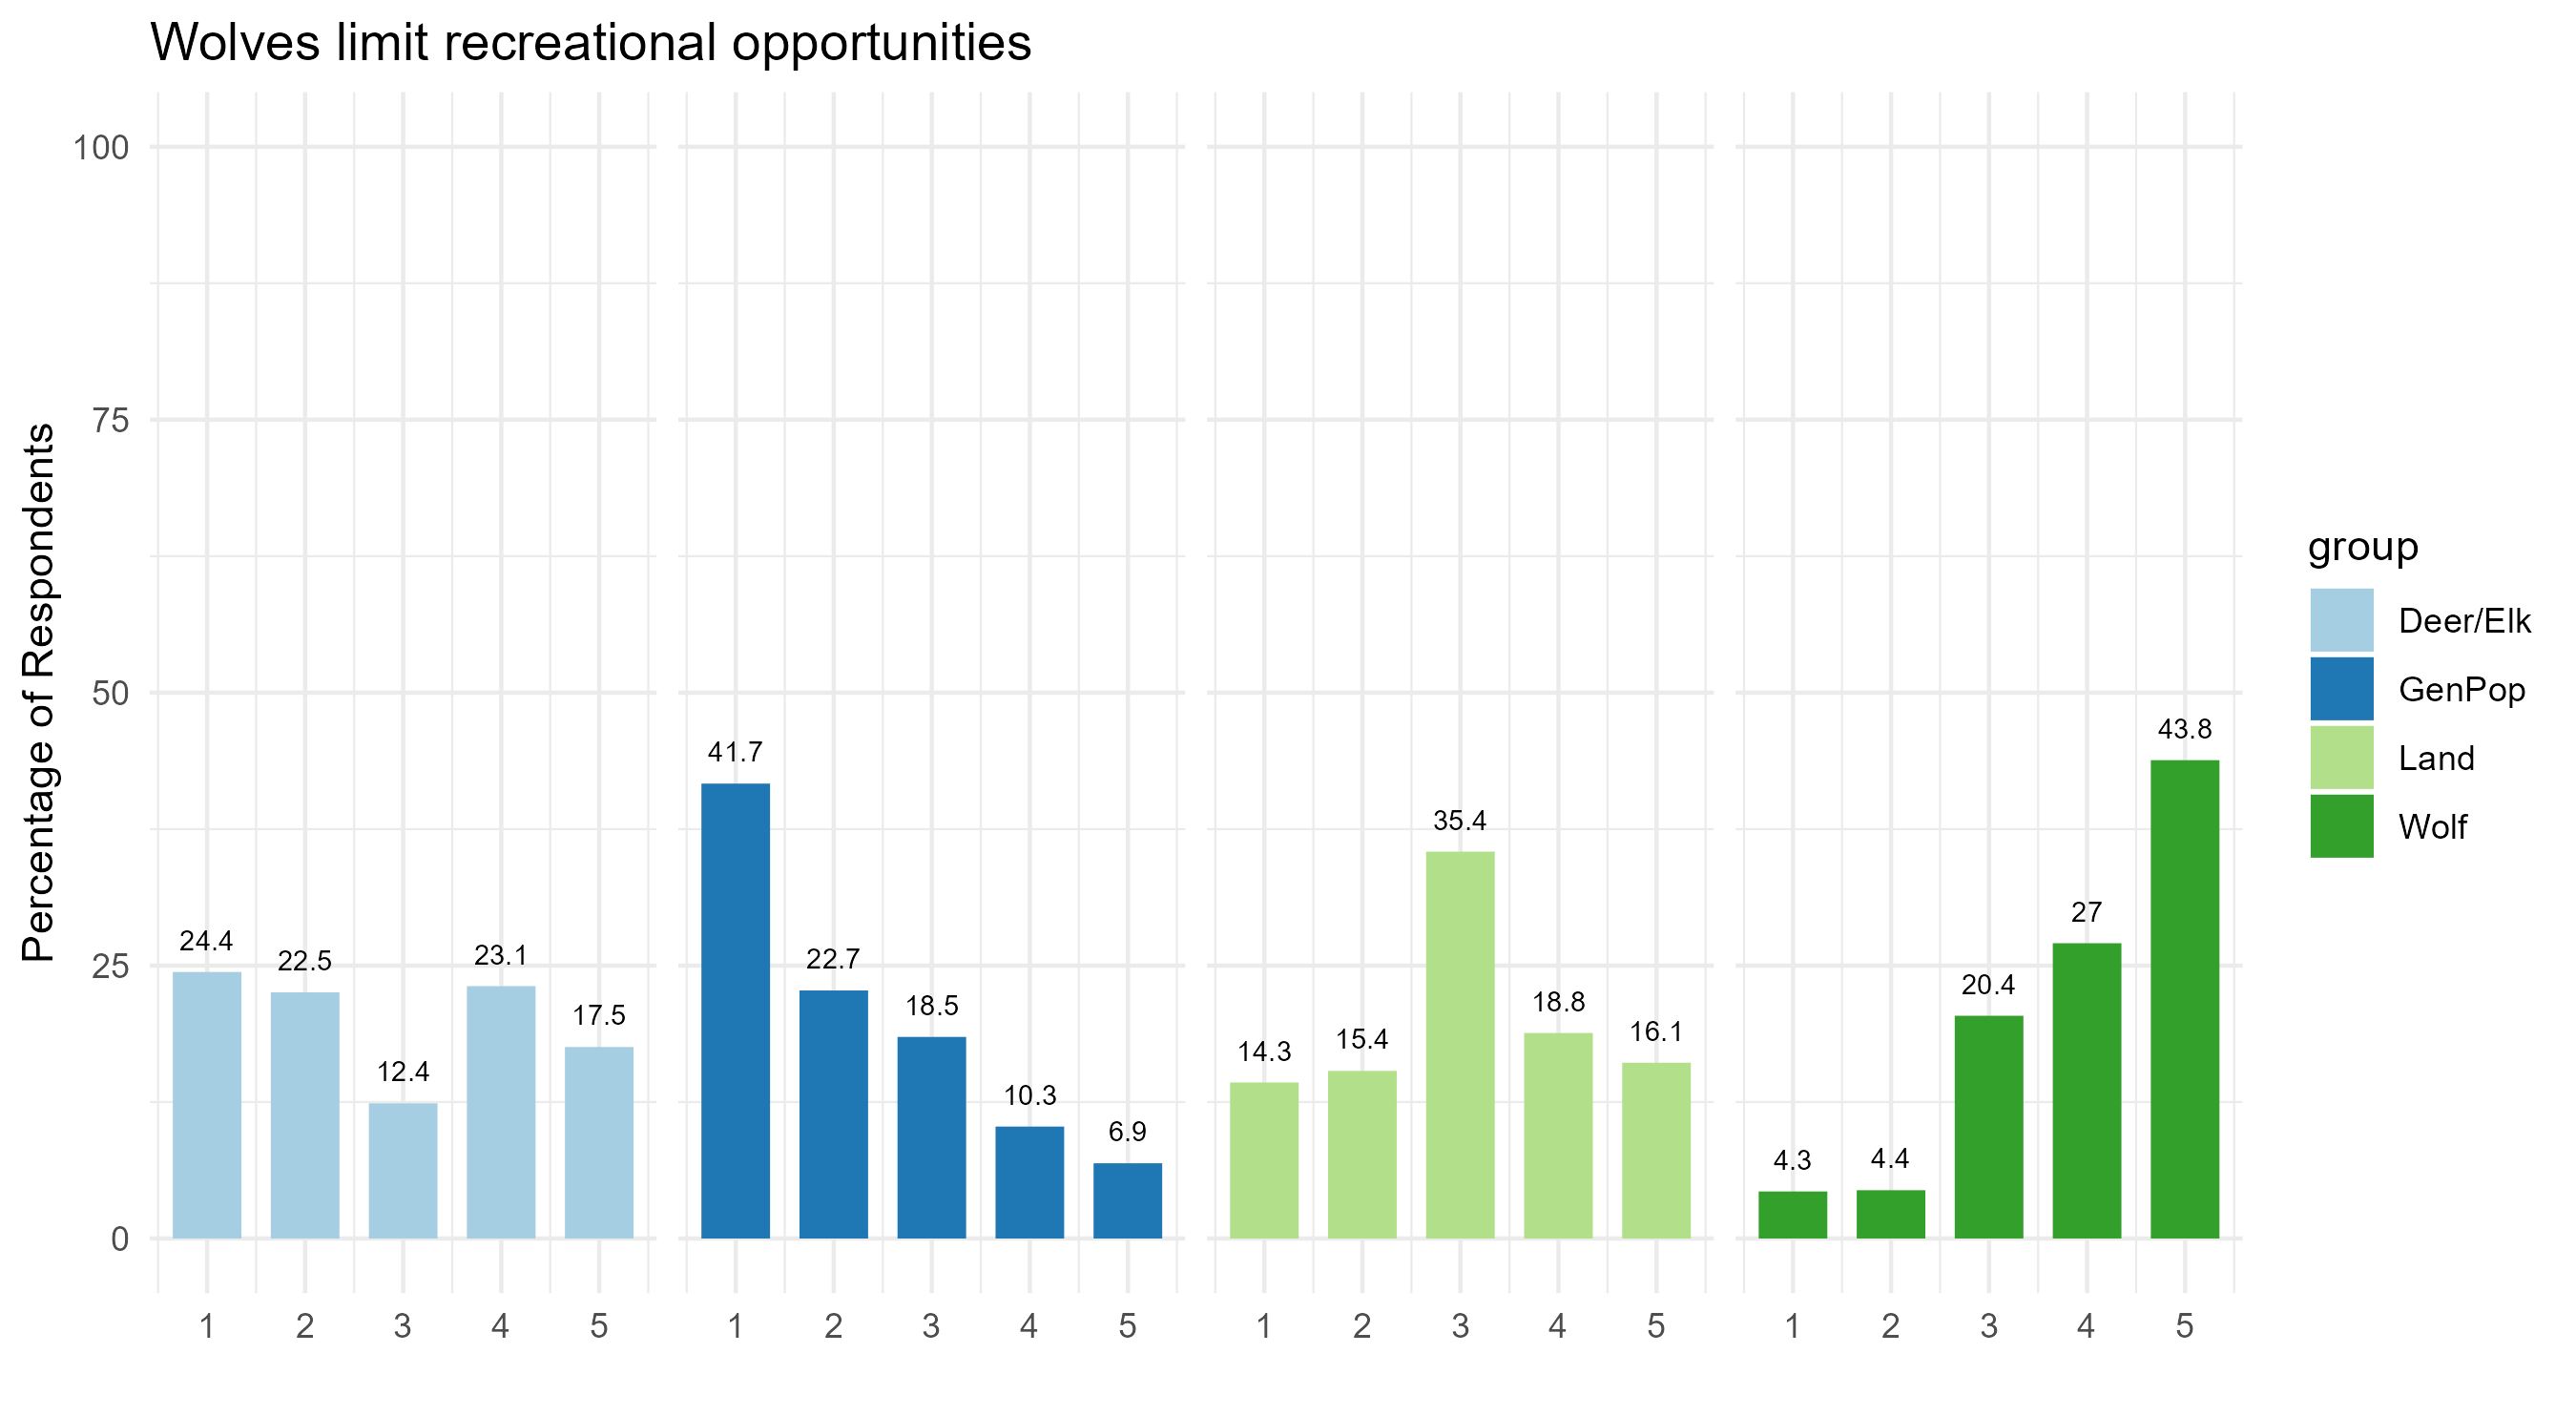 Wolves limit recreational opportunities
Percentage of Respondents
100
75
50
25
0
24.4
22.5
12.4
23.1
17.5
41.7
22.7
18.5
10.3
6.9
14.3
15.4
35.4
18.8
16.1
4.3
4.4
20.4
27
43.8
1 2 3 4 5
1 2 3 4 5
1 2 3 4 5
1 2 3 4 5
group
Deer/Elk
GenPop
Land
Wolf